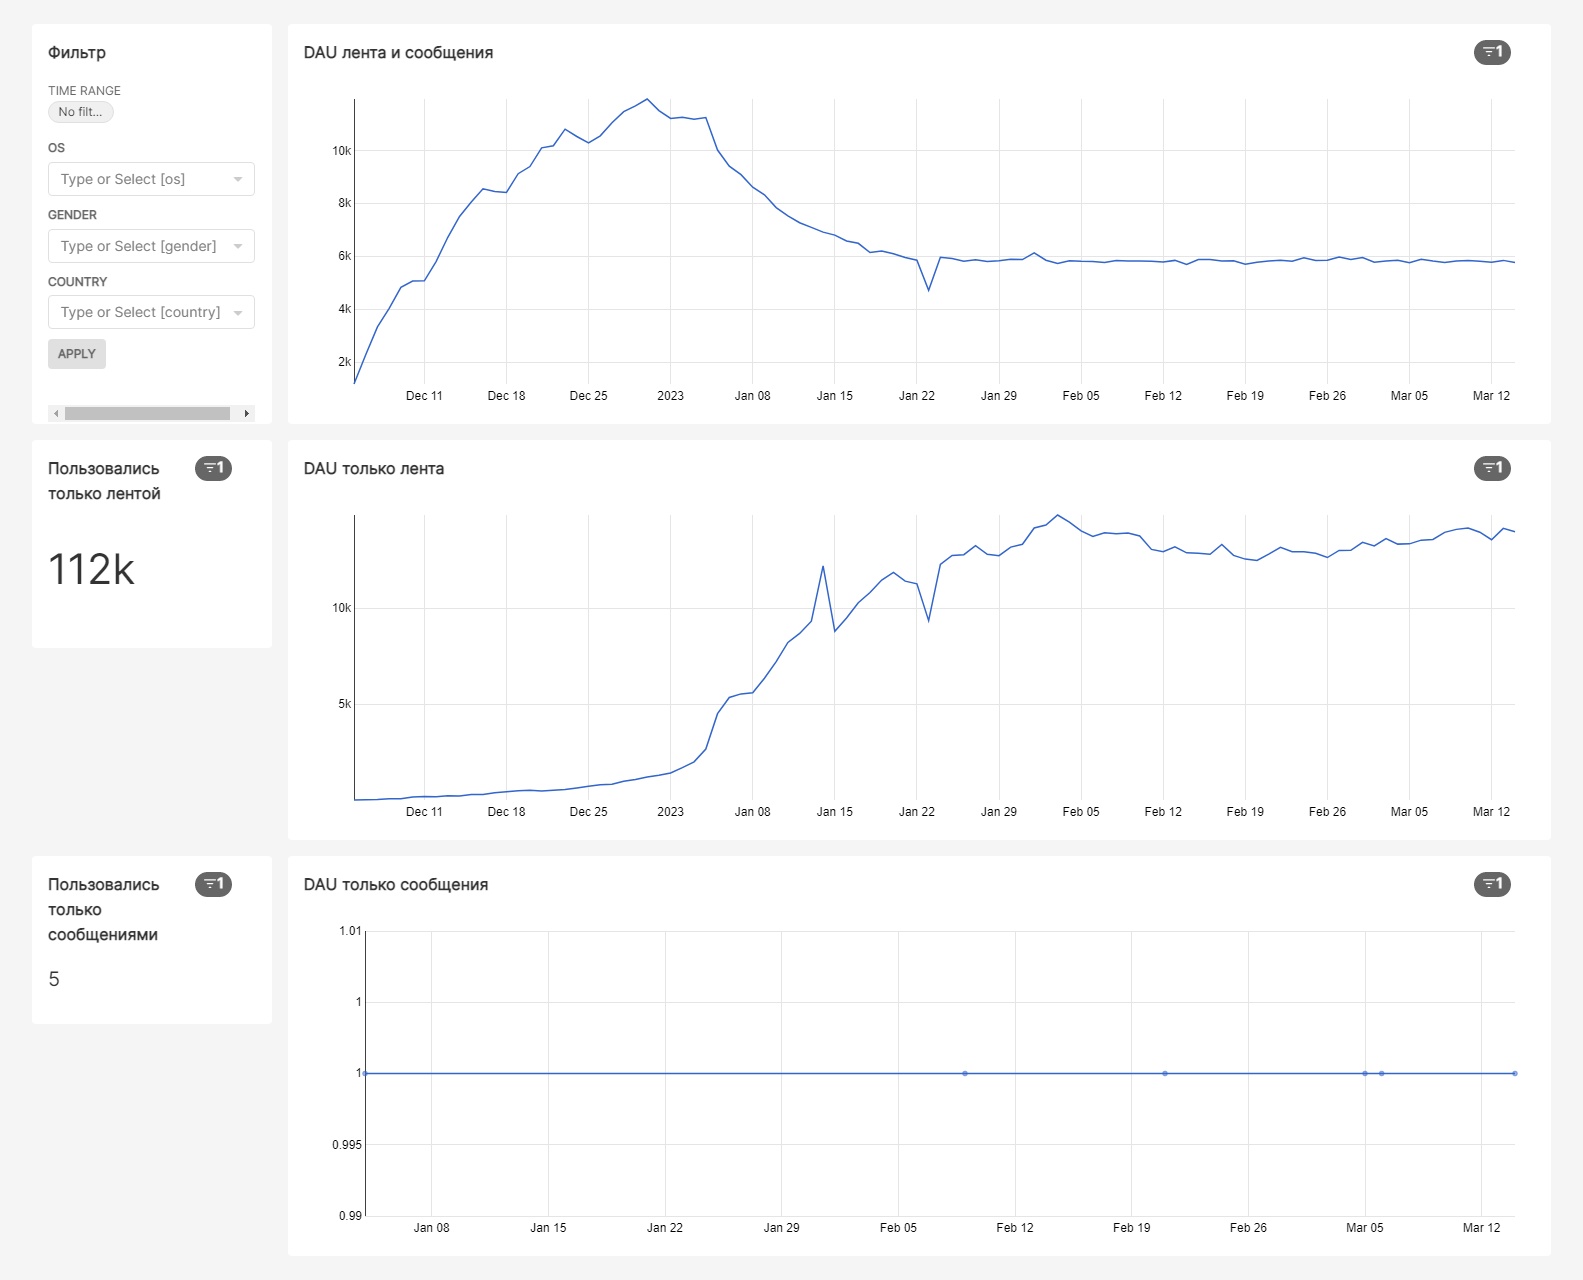 Фильтр
TIME RANGE
No filt...
OS
Type or Select [os]
GENDER
Type or Select [gender]
COUNTRY
Type or Select [country]
APPLY
DAU лента и сообщения
1
10k
8k
6k
4k
2k
Dec 11 Dec 18 Dec 25 2023 Jan 08 Jan 15 Jan 22 Jan 29 Feb 05 Feb 12 Feb 19 Feb 26 Mar 05 Mar 12
Пользовались
1
только лентой
112k
DAU только лента
1
10k
5k
Dec 11 Dec 18 Dec 25 2023 Jan 08 Jan 15 Jan 22 Jan 29 Feb 05 Feb 12 Feb 19 Feb 26 Mar 05 Mar 12
Пользовались
1
только
сообщениями
5
DAU только сообщения
1
1.01
1
1
0.995
0.99
Jan 08 Jan 15 Jan 22 Jan 29 Feb 05 Feb 12 Feb 19 Feb 26 Mar 05 Mar 12